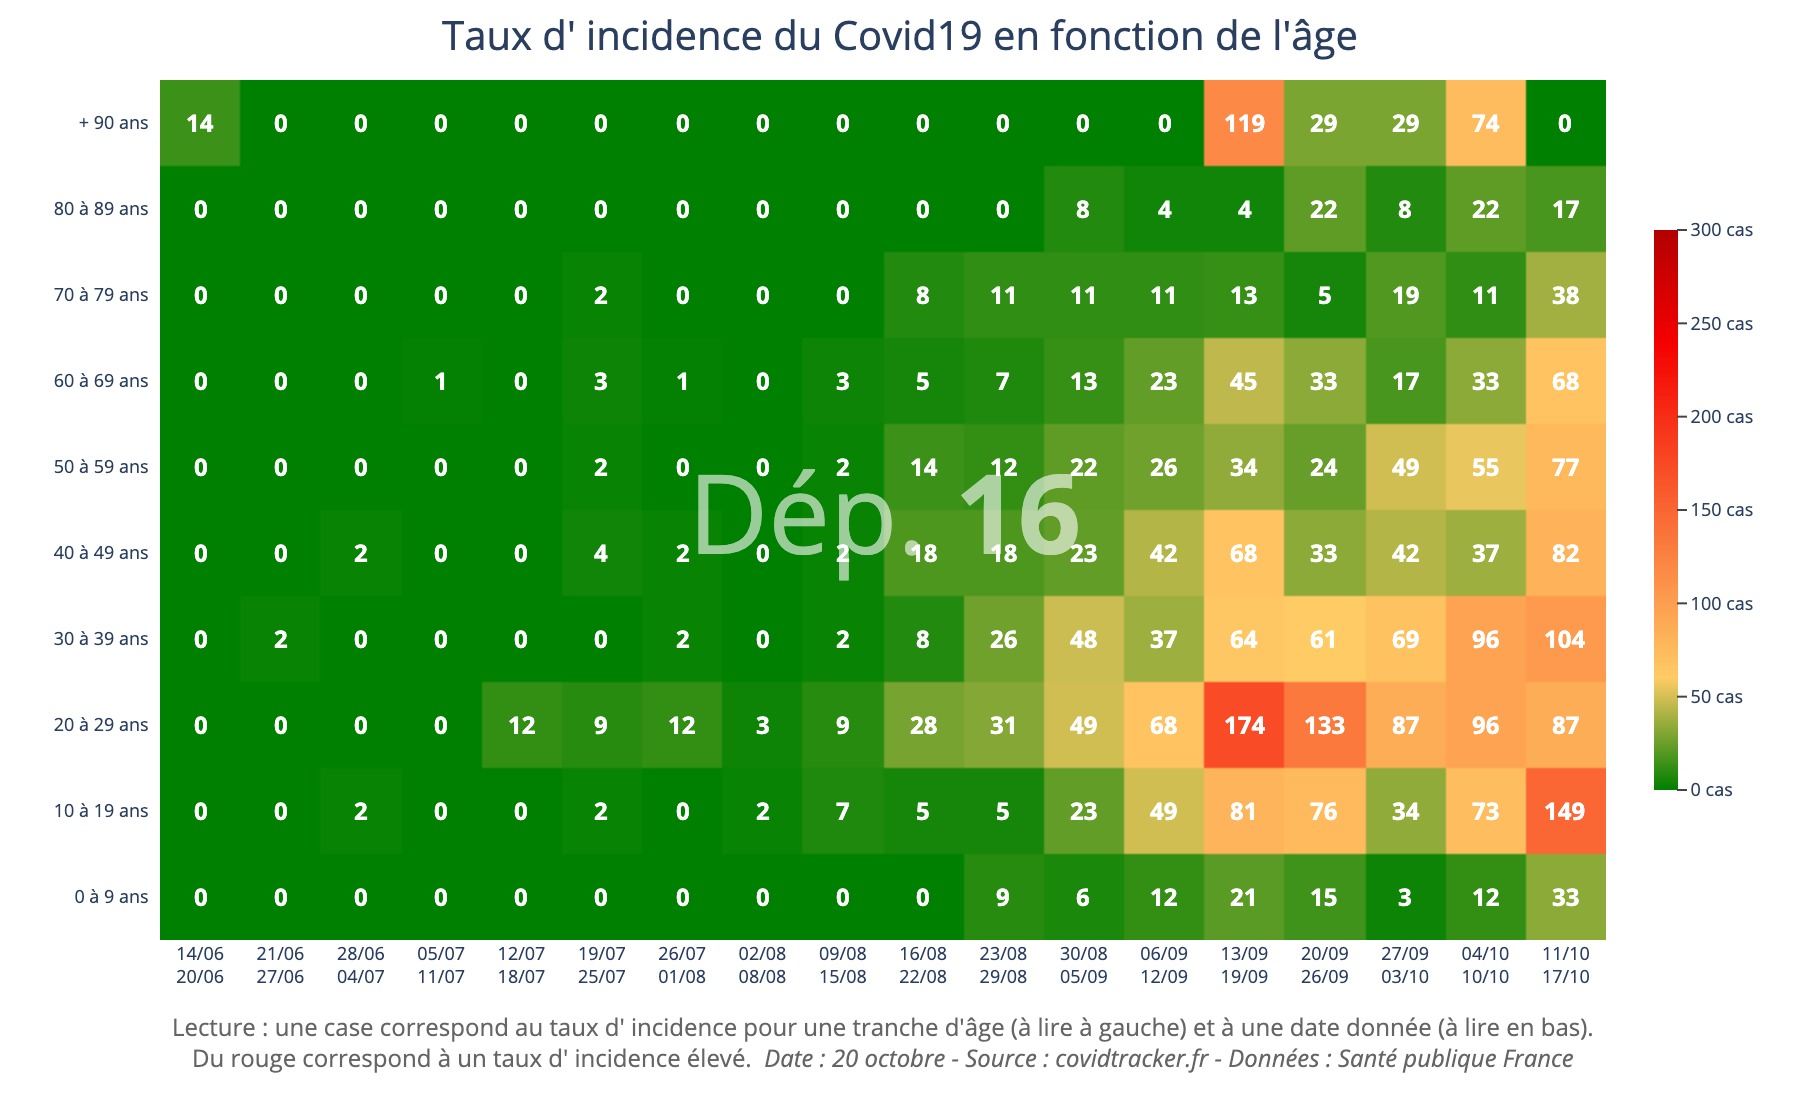 Taux d' incidence du Covid19 en fonction de l'âge
+ 90 ans 14 0 0 0 0 0 0 0 0 0 0 0 0 119 29 29 74 0
80 à 89 ans 0 0 0 0 0 0 0 0 0 0 0 8 4 4 22 8 22 17
70 à 79 ans 0 0 0 0 0 2 0 0 0 8 11 11 11 13 5 19 11 38
60 à 69 ans 0 0 0 1 0 3 1 0 3 5 7 13 23 45 33 17 33 68
50 à 59 ans 0 0 0 0 0 2 0 0 2 14 12 22 26 34 24 49 55 77
Dép. 16
40 à 49 ans 0 0 2 0 0 4 2 0 2 18 18 23 42 68 33 42 37 82
30 à 39 ans 0 2 0 0 0 0 2 0 2 8 26 48 37 64 61 69 96 104
20 à 29 ans 0 0 0 0 12 9 12 3 9 28 31 49 68 174 133 87 96 87
10 à 19 ans 0 0 2 0 0 2 0 2 7 5 5 23 49 81 76 34 73 149
0 à 9 ans 0 0 0 0 0 0 0 0 0 0 9 6 12 21 15 3 12 33
14/06 21/06 28/06 05/07 12/07 19/07 26/07 02/08 09/08 16/08 23/08 30/08 06/09 13/09 20/09 27/09 04/10 11/10
20/06 27/06 04/07 11/07 18/07 25/07 01/08 08/08 15/08 22/08 29/08 05/09 12/09 19/09 26/09 03/10 10/10 17/10
300 cas
250 cas
200 cas
150 cas
100 cas
50 cas
0 cas
Lecture : une case correspond au taux d' incidence pour une tranche d'âge (à lire à gauche) et à une date donnée (à lire en bas).
Du rouge correspond à un taux d' incidence élevé. Date : 20 octobre - Source : covidtracker.fr - Données : Santé publique France